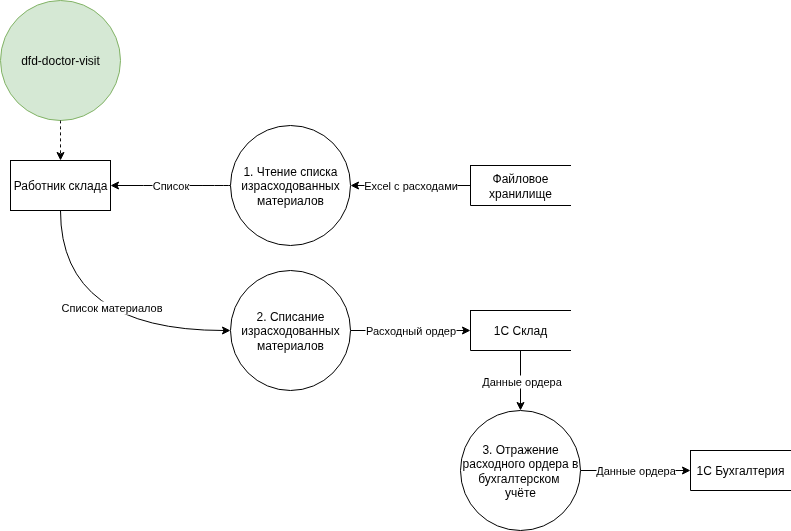 dfd-doctor-visit
Работник склада
Список
1. Чтение списка
израсходованных
материалов
Excel с расходами
Файловое
хранилище
Список материалов
2. Списание
израсходованных
материалов
Расходный ордер
1С Склад
Данные ордера
3. Отражение
расходного ордера в
бухгалтерском
учёте
Данные ордера
1С Бухгалтерия